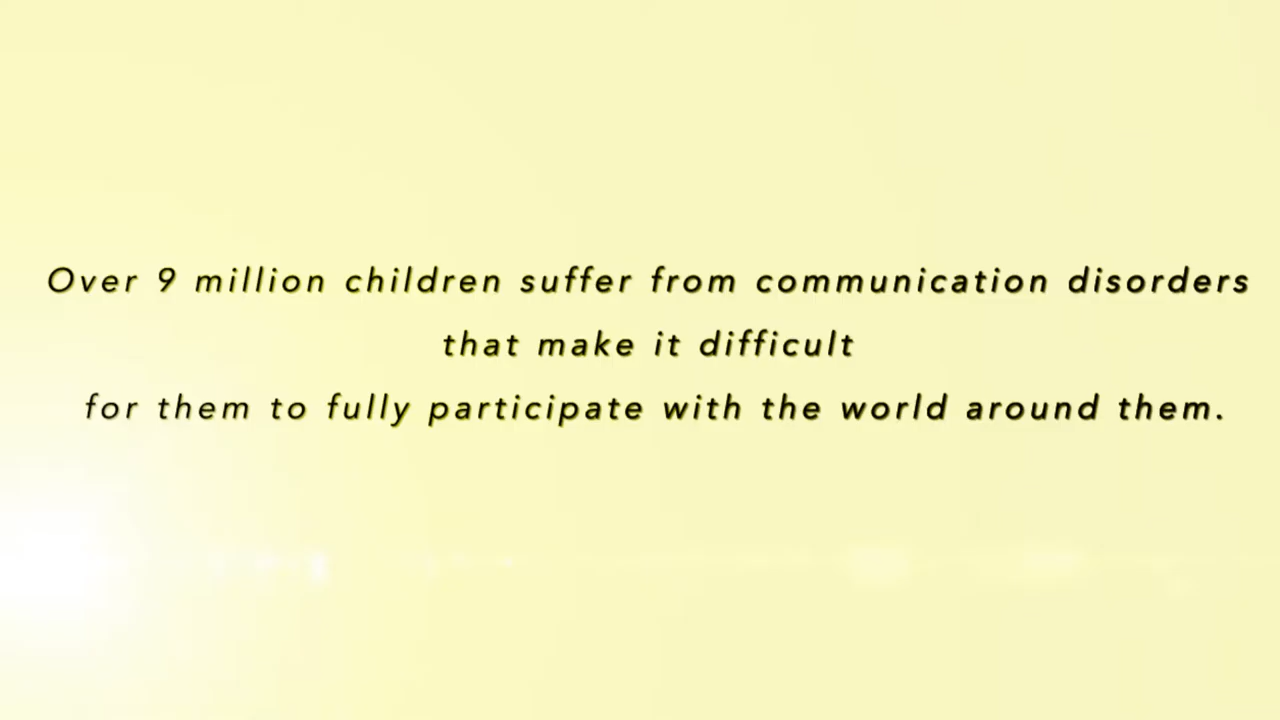 Over 9 million children suffer from communication disorders
that make it difficult
for them to fully participate with the world around them.